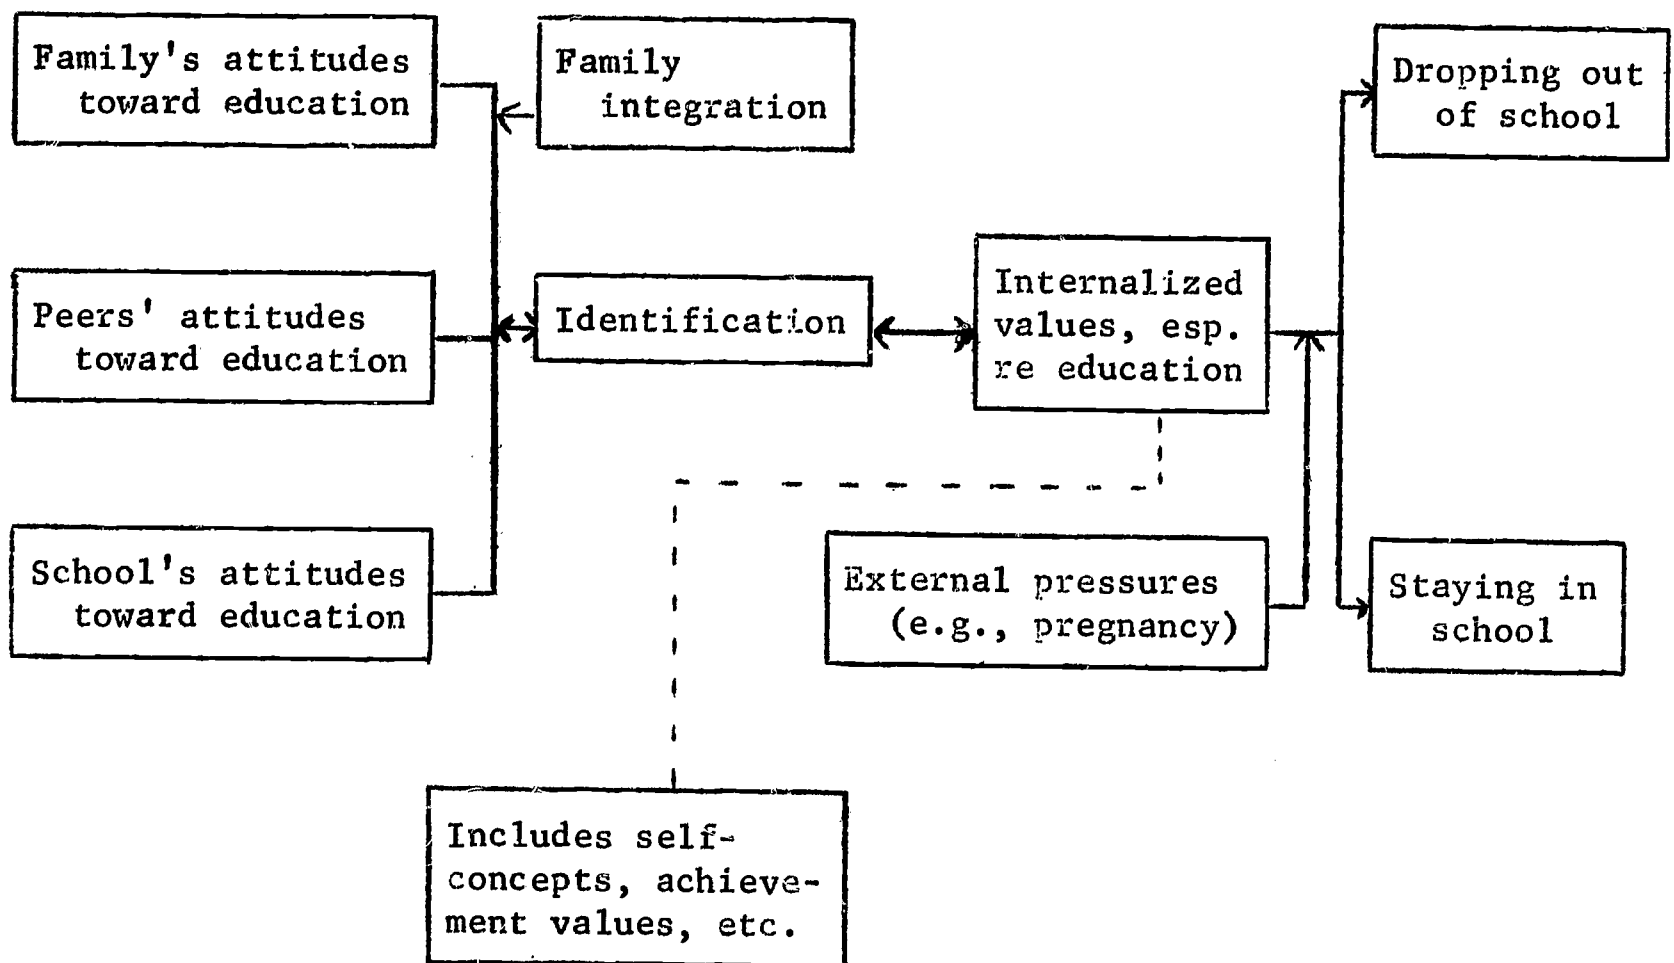 Family's attitudes
toward education
Family
integration
Dropping out
of school
Peers' attitudes
toward education
Identification
Internalized
values, esp.
re education
School's attitudes
toward education
External pressures
(e.g., pregnancy)
Staying in
school
Includes self-
concepts, achieve-
ment values, etc.